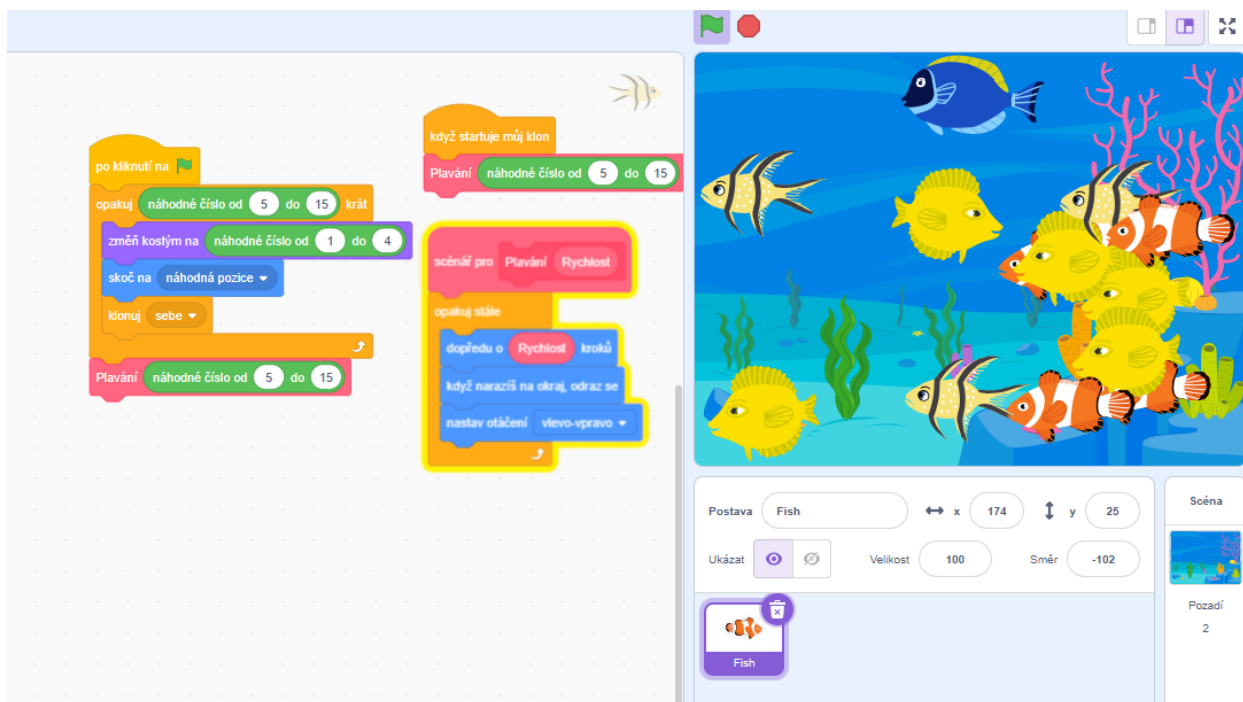 po kliknutí na
opakuj náhodné číslo od 5 do 15 krát
změň kostým na náhodné číslo od 1 do 4
skoč na náhodná pozice
klonuj sebe
Plavání náhodné číslo od 5 do 15
když startuje můj klon
Plavání náhodné číslo od 5 do 15
scénář pro Plavání Rychlost
opakuj stále
dopředu o Rychlost kroků
když narazíš na okraj, odraz se
nastav otáčení vlevo-vpravo
Postava Fish x 174 y 25
Ukázat Velikost 100 Směr -102
Fish
Scéna
Pozadí
2